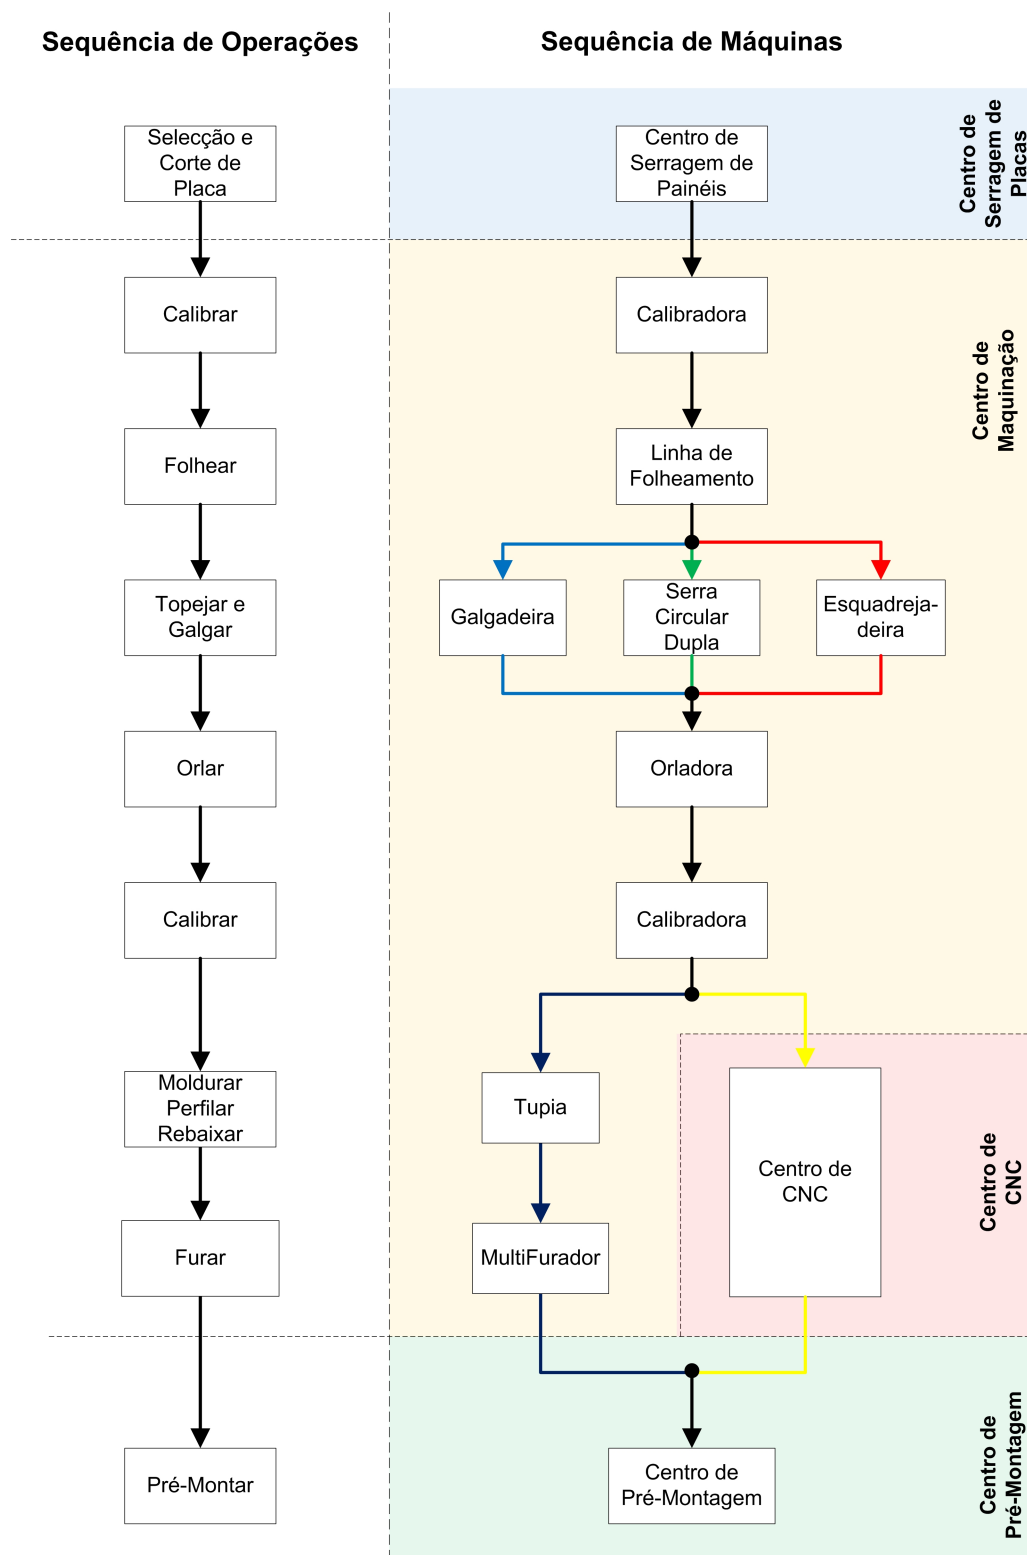 Sequência de Operações
Sequência de Máquinas
Selecção e
Corte de
Placa
Centro de
Serragem de
Painéis
Centro de
Serragem de
Placas
Calibrar
Calibradora
Centro de
Maquinação
Folhear
Linha de
Folheamento
Topejar e
Galgar
Galgadeira
Serra
Circular
Dupla
Esquadreja-
deira
Orlar
Orladora
Calibrar
Calibradora
Moldurar
Perfilar
Rebaixar
Tupia
Centro de
CNC
Centro de
CNC
Furar
MultiFurador
Pré-Montar
Centro de
Pré-Montagem
Centro de
Pré-Montagem